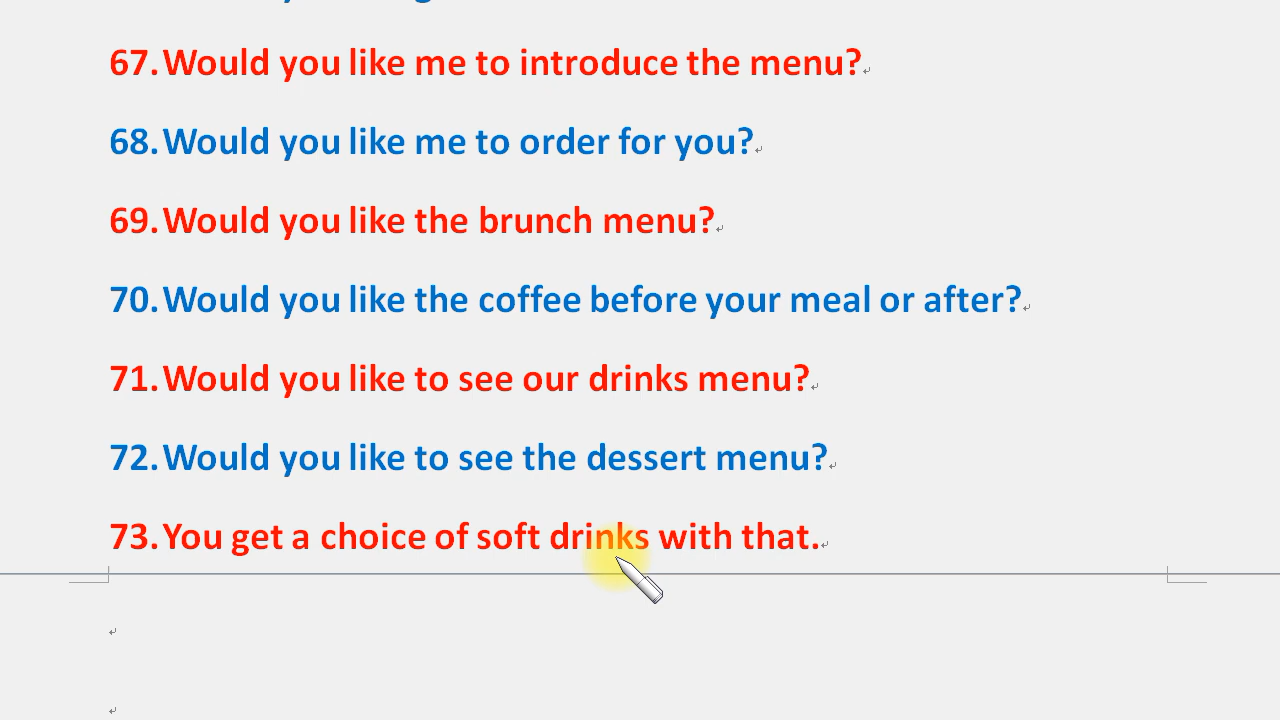 67. Would you like me to introduce the menu?
68. Would you like me to order for you?
69. Would you like the brunch menu?
70. Would you like the coffee before your meal or after?
71. Would you like to see our drinks menu?
72. Would you like to see the dessert menu?
73. You get a choice of soft drinks with that.